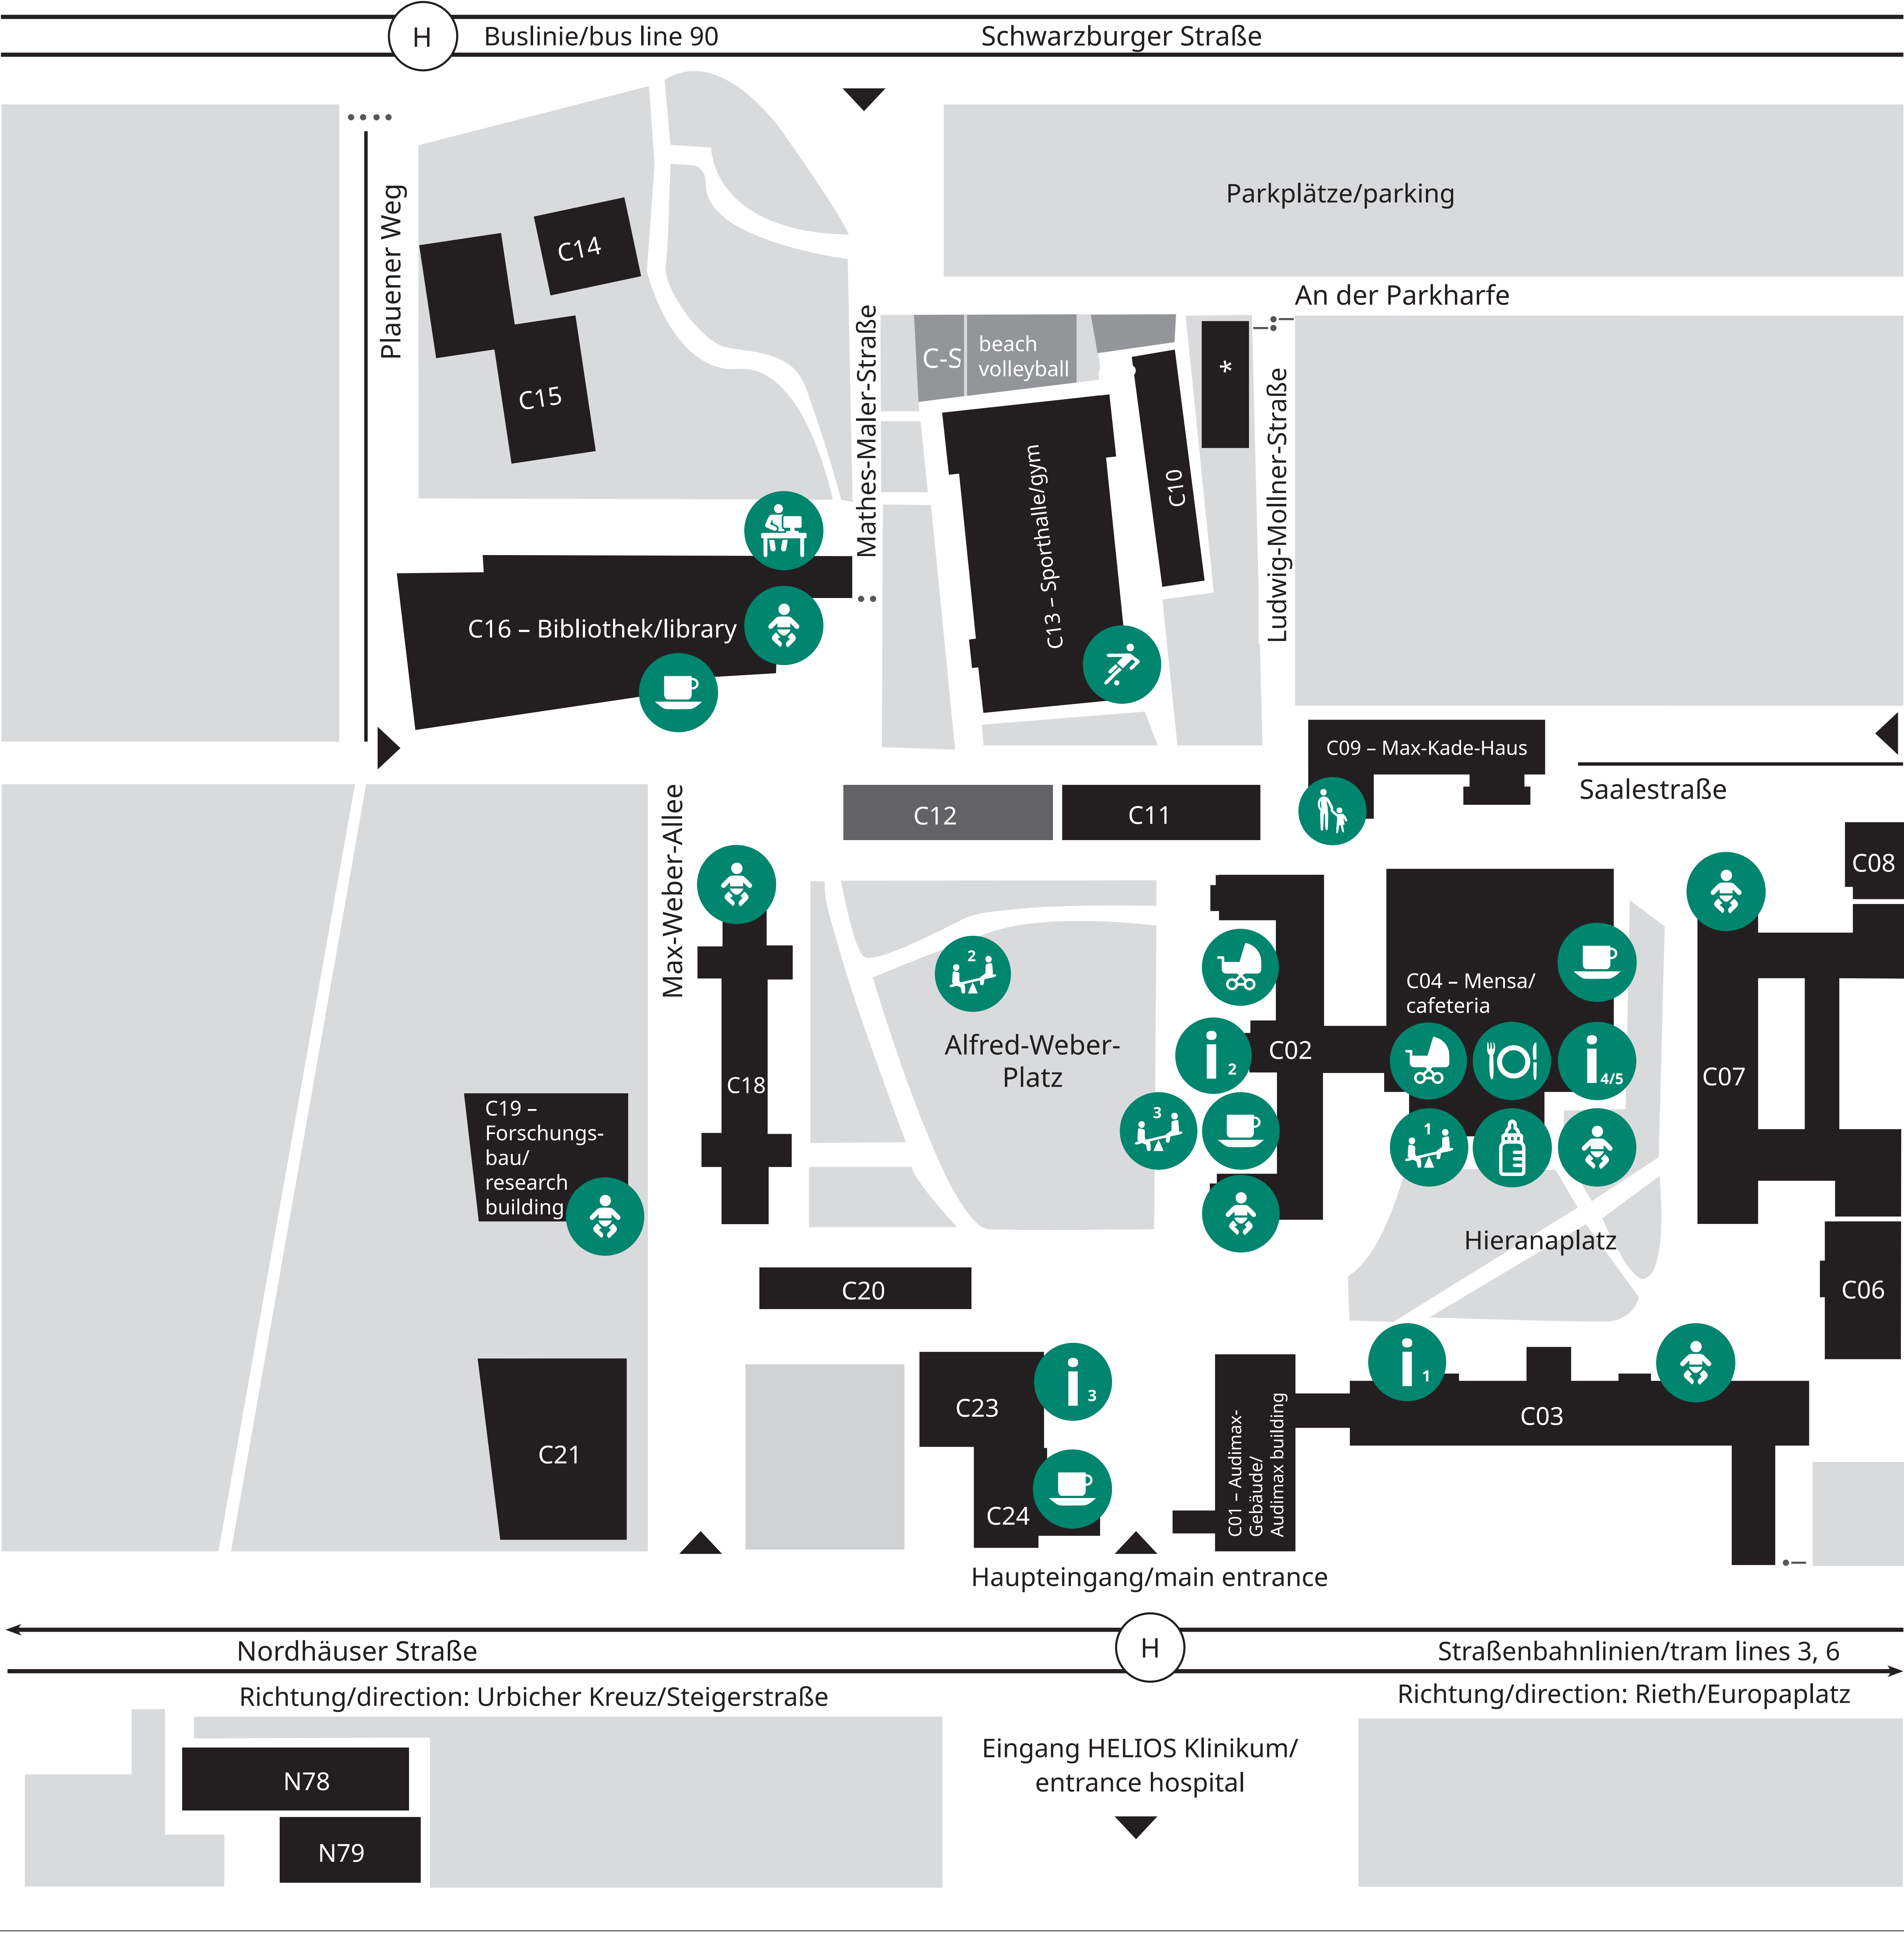 H
Buslinie/bus line 90
Schwarzburger Straße
Parkplätze/parking
Plauener Weg
C14
C15
An der Parkharfe
Mathes-Maler-Straße
C-S
beach
volleyball
*
C10
C13 – Sporthalle/gym
Ludwig-Mollner-Straße
C16 – Bibliothek/library
C09 – Max-Kade-Haus
Saalestraße
Max-Weber-Allee
C12
C11
C08
2
C04 – Mensa/
cafeteria
Alfred-Weber-
Platz
C02
i 2
i 4/5
C07
C18
C19 –
Forschungs-
bau/
research
building
3
1
Hieranaplatz
C20
C06
i 3
i 1
C23
C03
C21
C24
C01 – Audimax-
Gebäude/
Audimax building
Haupteingang/main entrance
Nordhäuser Straße
H
Straßenbahnlinien/tram lines 3, 6
Richtung/direction: Urbicher Kreuz/Steigerstraße
Richtung/direction: Rieth/Europaplatz
Eingang HELIOS Klinikum/
entrance hospital
N78
N79